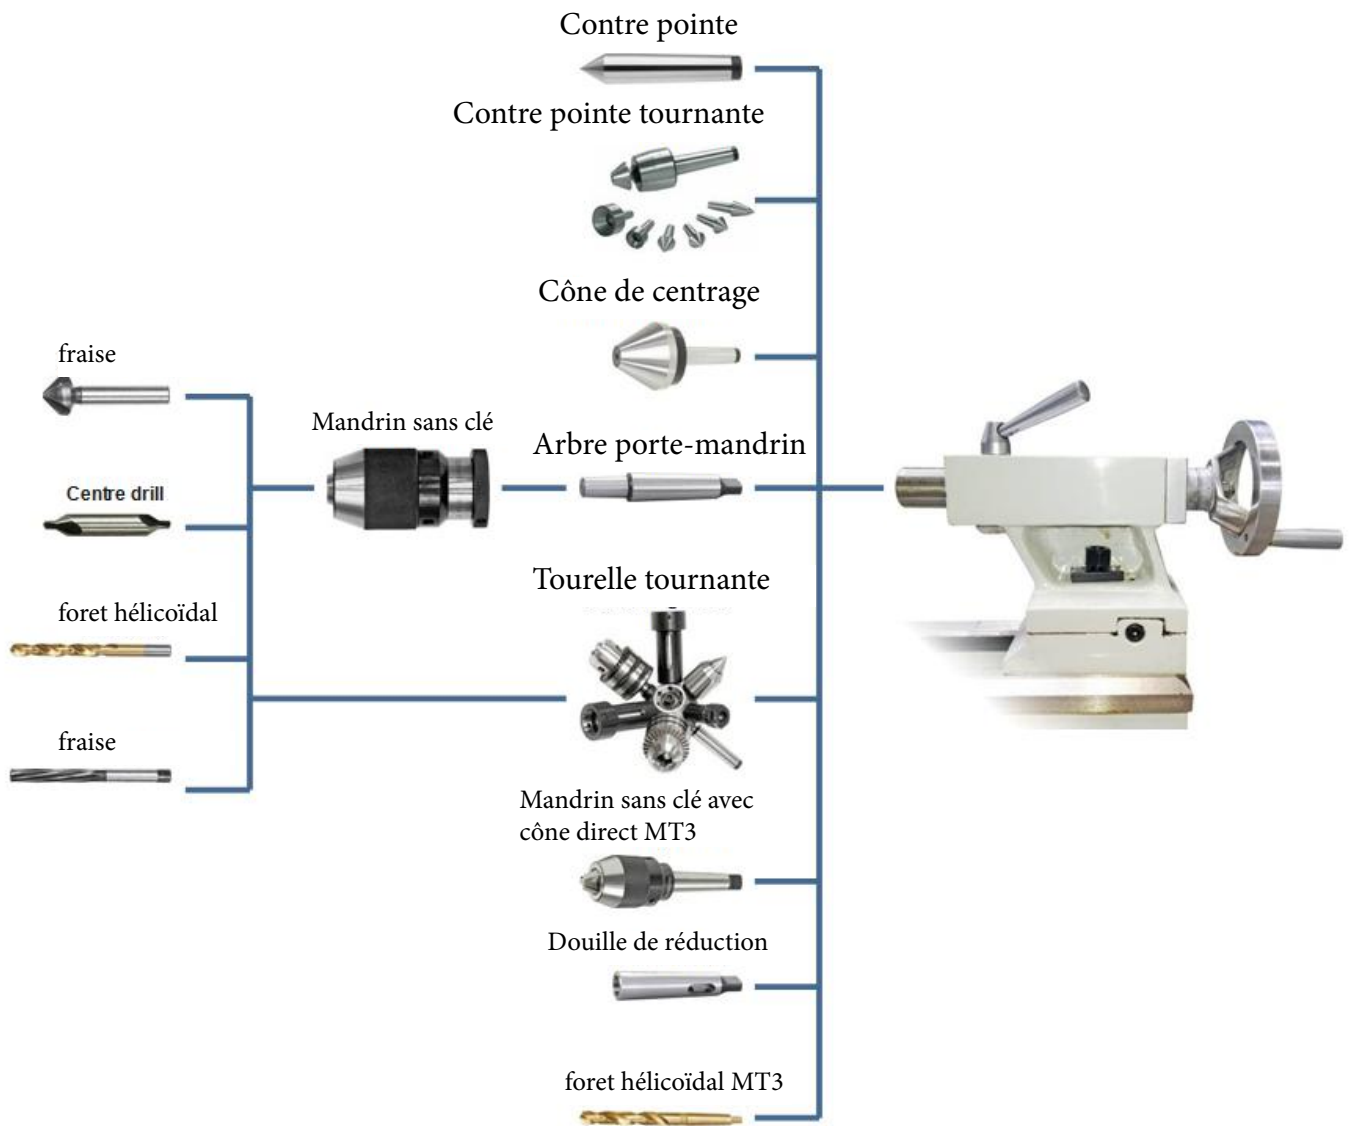 Contre pointe
Contre pointe tournante
Cône de centrage
fraise
Mandrin sans clé
Arbre porte-mandrin
Centre drill
Tourelle tournante
foret hélicoïdal
fraise
Mandrin sans clé avec
cône direct MT3
Douille de réduction
foret hélicoïdal MT3